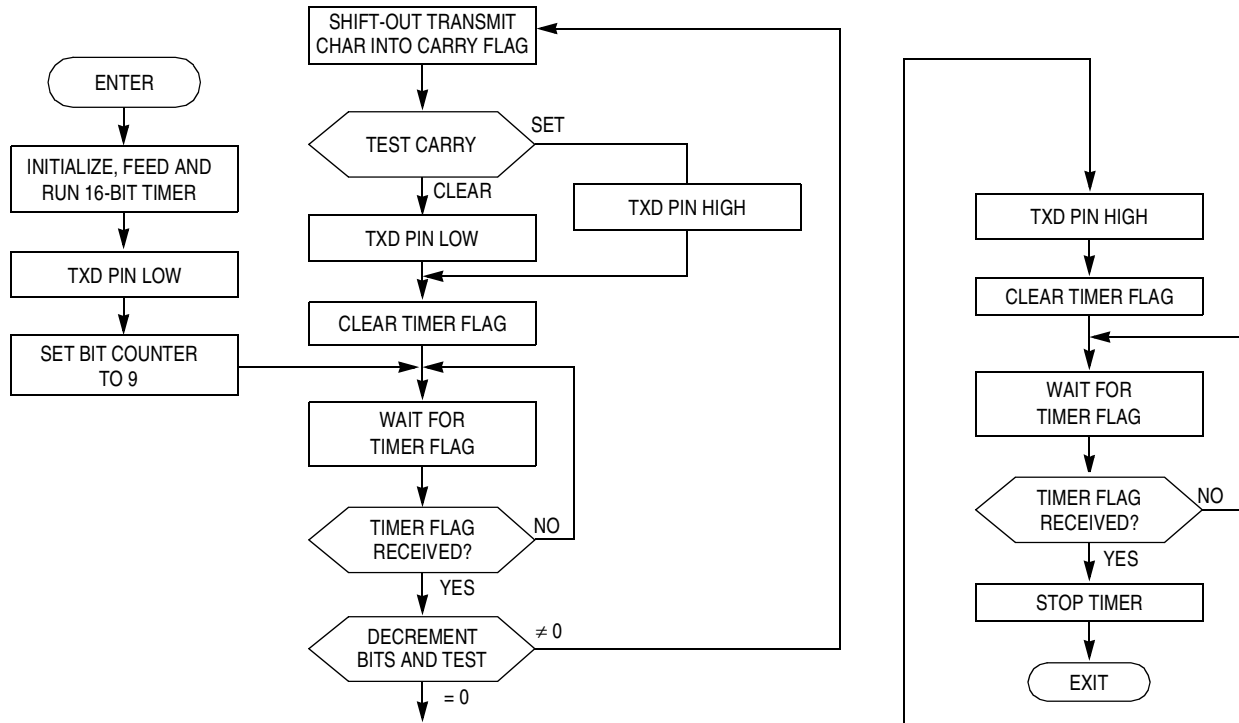 ENTER
INITIALIZE, FEED AND
RUN 16-BIT TIMER
TXD PIN LOW
SET BIT COUNTER
TO 9
SHIFT-OUT TRANSMIT
CHAR INTO CARRY FLAG
TEST CARRY
SET
CLEAR
TXD PIN HIGH
TXD PIN LOW
CLEAR TIMER FLAG
WAIT FOR
TIMER FLAG
TIMER FLAG
RECEIVED?
NO
YES
DECREMENT
BITS AND TEST
≠ 0
= 0
TXD PIN HIGH
CLEAR TIMER FLAG
WAIT FOR
TIMER FLAG
TIMER FLAG
RECEIVED?
NO
YES
STOP TIMER
EXIT